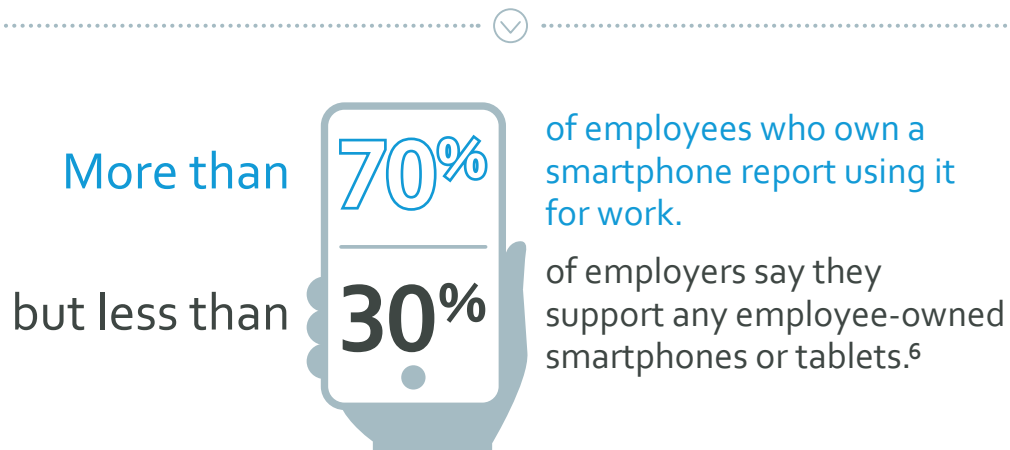 More than 70% of employees who own a
smartphone report using it
for work.
but less than 30% of employers say they
support any employee-owned
smartphones or tablets.⁶